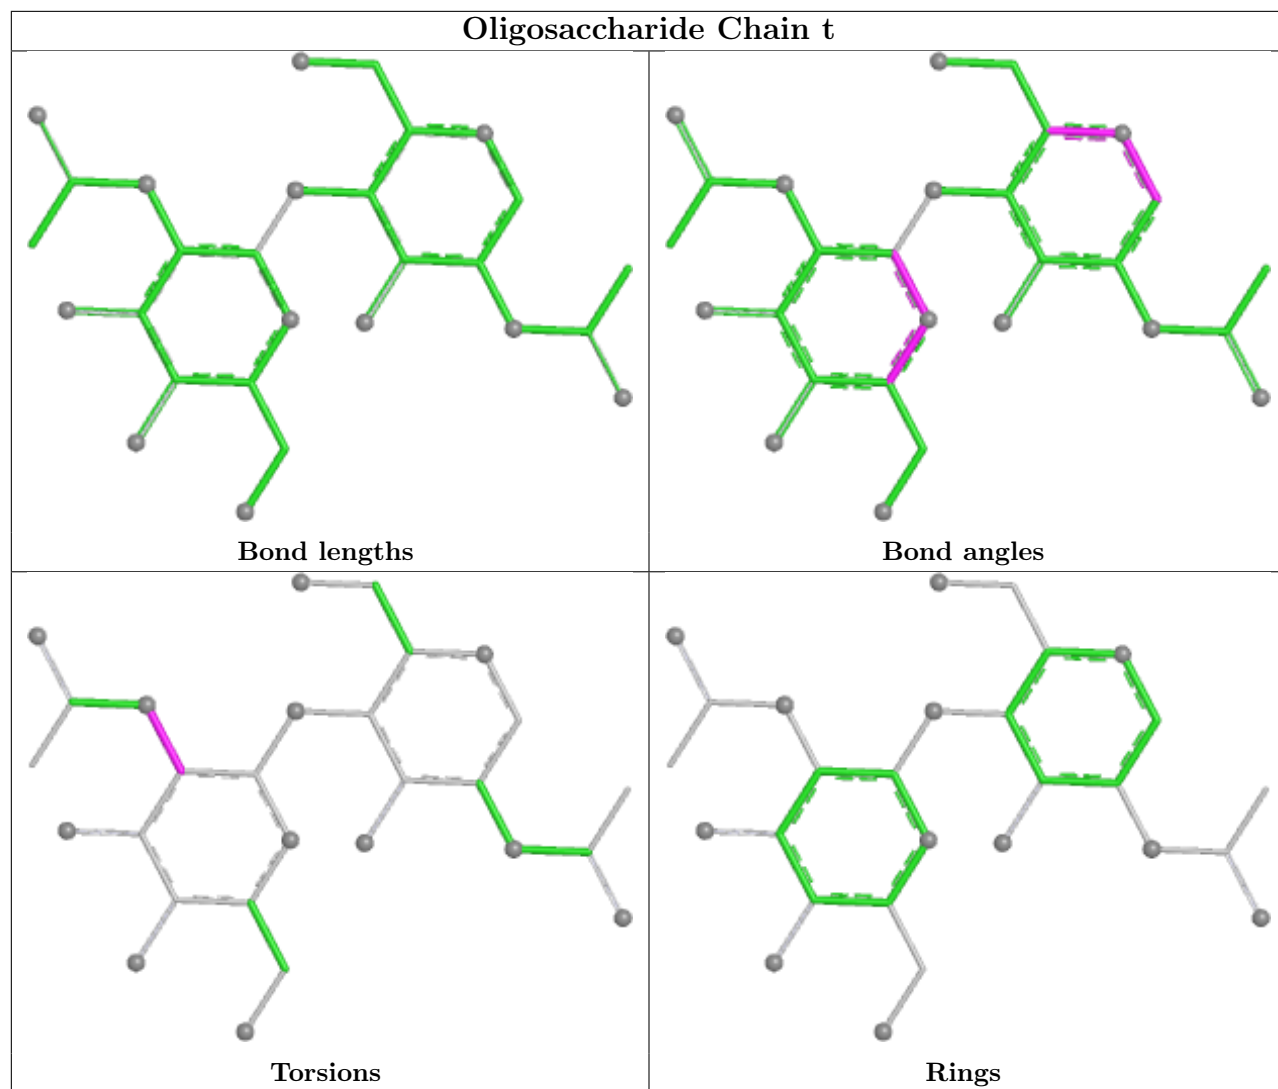 Oligosaccharide Chain t
Bond lengths
Bond angles
Torsions
Rings